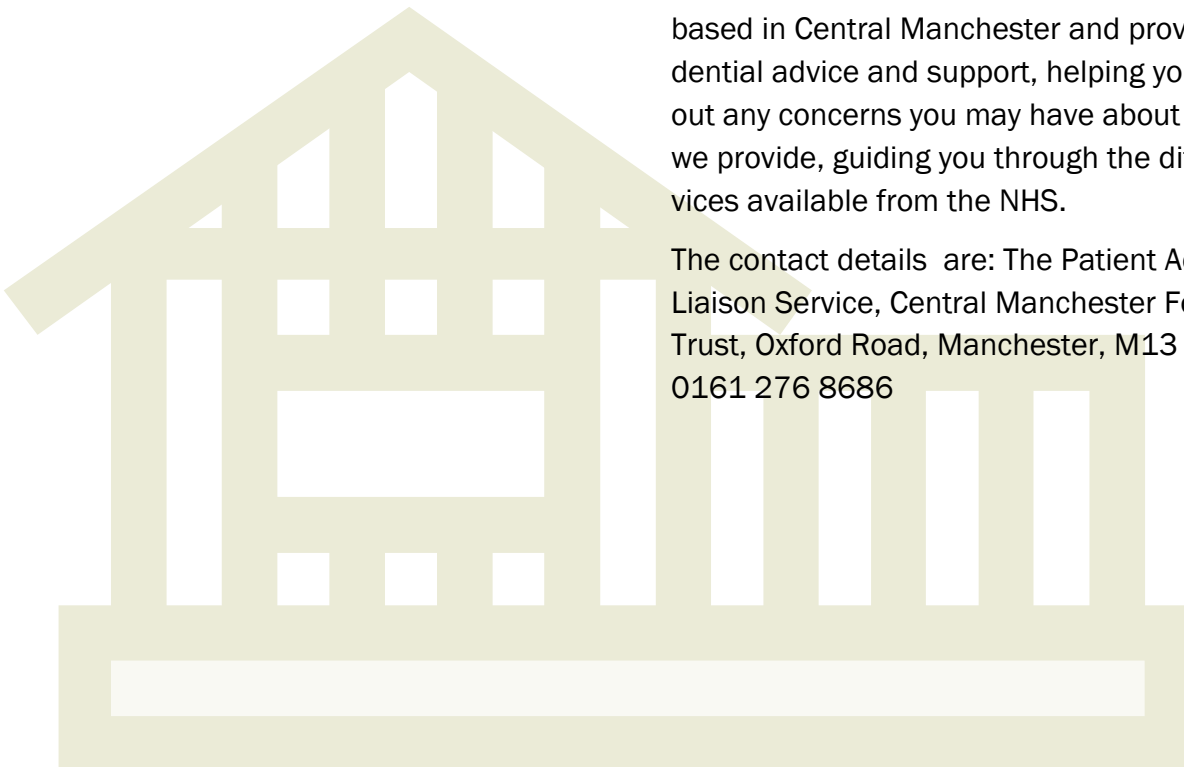 based in Central Manchester and prov
dential advice and support, helping yo
out any concerns you may have about
we provide, guiding you through the di
vices available from the NHS.
The contact details are: The Patient A
Liaison Service, Central Manchester F
Trust, Oxford Road, Manchester, M13
0161 276 8686